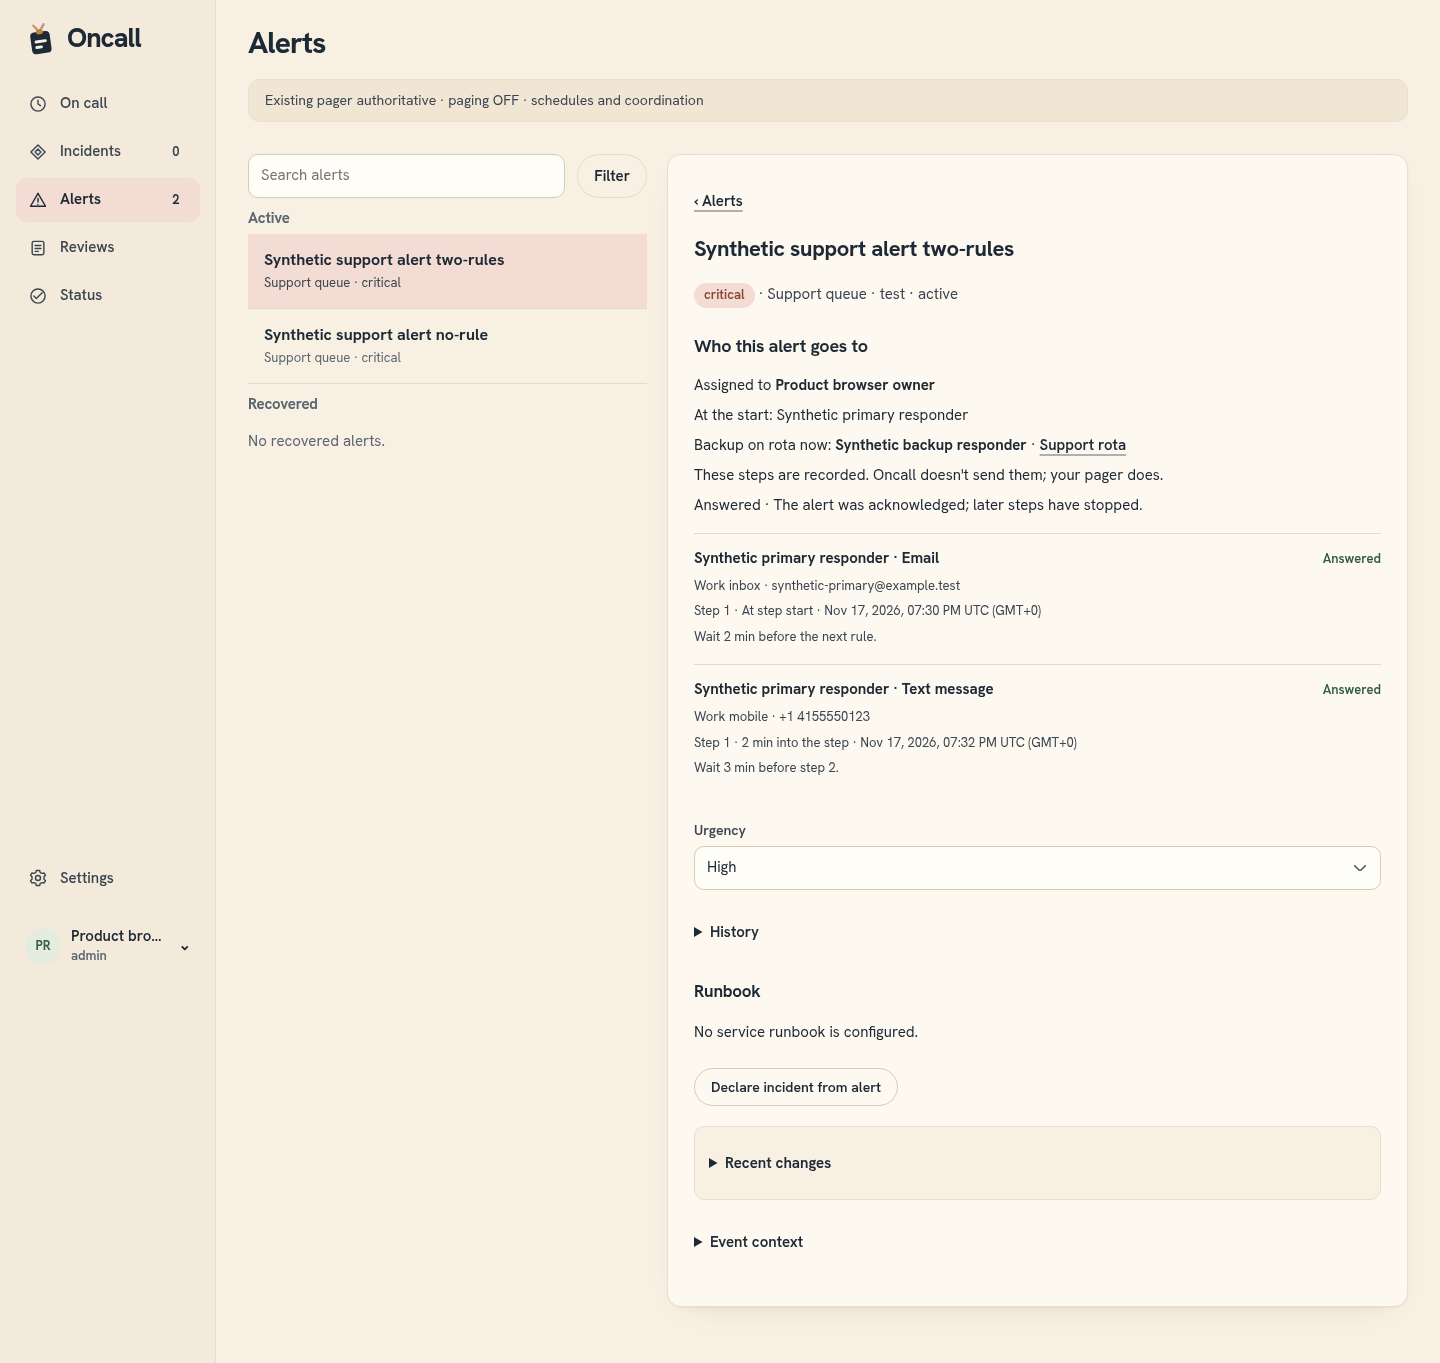 Oncall
On call
Incidents 0
Alerts 2
Reviews
Status
Settings
PR
Product bro...
admin
Alerts
Existing pager authoritative · paging OFF · schedules and coordination
Search alerts
Filter
Active
Synthetic support alert two-rules
Support queue · critical
Synthetic support alert no-rule
Support queue · critical
Recovered
No recovered alerts.
‹ Alerts
Synthetic support alert two-rules
critical · Support queue · test · active
Who this alert goes to
Assigned to Product browser owner
At the start: Synthetic primary responder
Backup on rota now: Synthetic backup responder · Support rota
These steps are recorded. Oncall doesn't send them; your pager does.
Answered · The alert was acknowledged; later steps have stopped.
Synthetic primary responder · Email Answered
Work inbox · synthetic-primary@example.test
Step 1 · At step start · Nov 17, 2026, 07:30 PM UTC (GMT+0)
Wait 2 min before the next rule.
Synthetic primary responder · Text message Answered
Work mobile · +1 4155550123
Step 1 · 2 min into the step · Nov 17, 2026, 07:32 PM UTC (GMT+0)
Wait 3 min before step 2.
Urgency
High
History
Runbook
No service runbook is configured.
Declare incident from alert
Recent changes
Event context